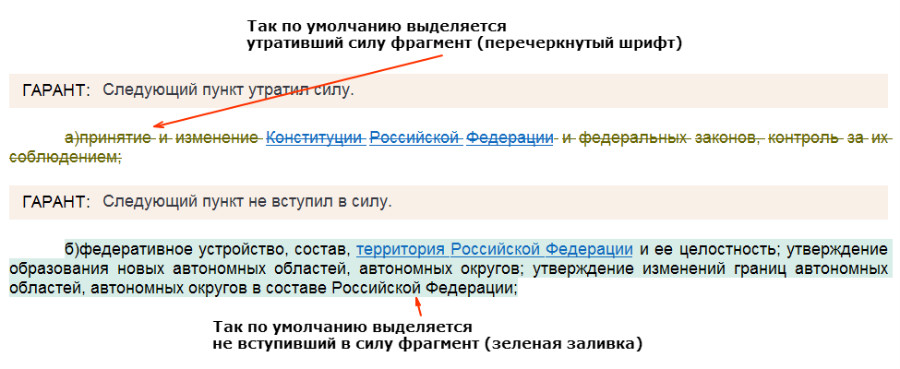 Так по умолчанию выделяется
утративший силу фрагмент (перечеркнутый шрифт)
ГАРАНТ: Следующий пункт утратил силу.
а)принятие и изменение Конституции Российской Федерации и федеральных законов, контроль за их
соблюдением;
ГАРАНТ: Следующий пункт не вступил в силу.
б)федеративное устройство, состав, территория Российской Федерации и ее целостность; утверждение
образования новых автономных областей, автономных округов; утверждение изменений границ автономных
областей, автономных округов в составе Российской Федерации;
Так по умолчанию выделяется
не вступивший в силу фрагмент (зеленая заливка)